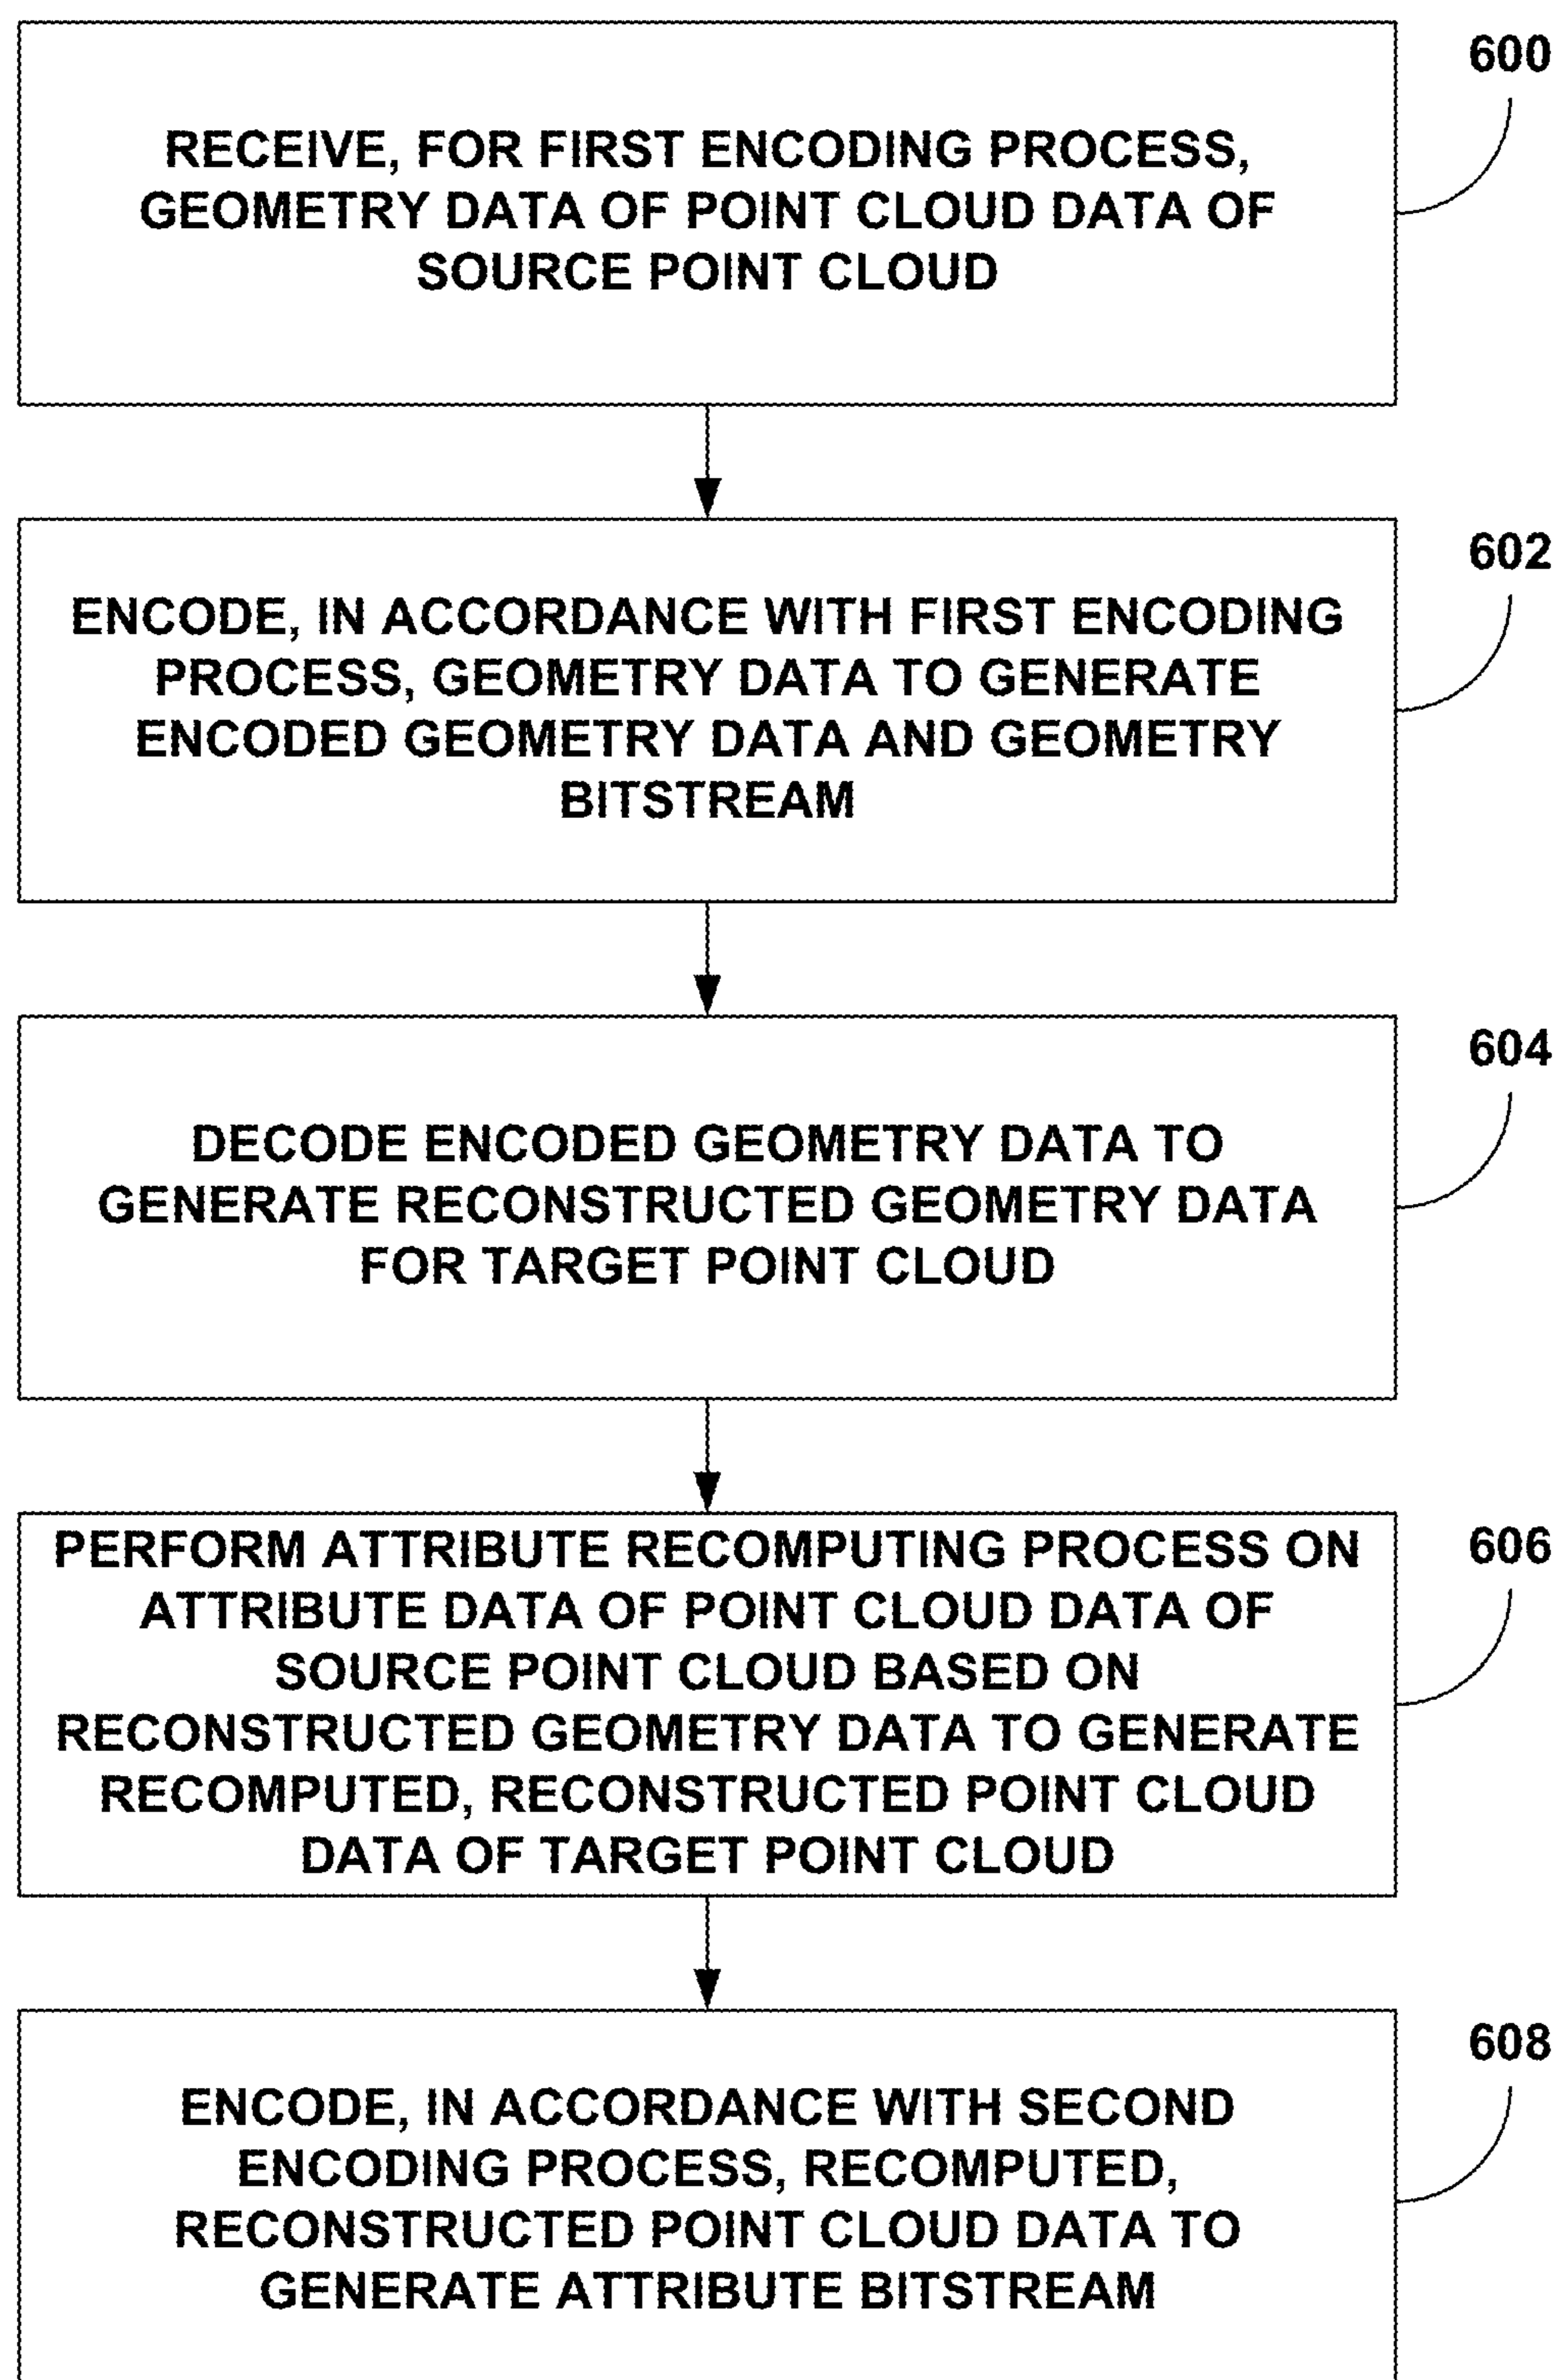 600
RECEIVE, FOR FIRST ENCODING PROCESS,
GEOMETRY DATA OF POINT CLOUD DATA OF
SOURCE POINT CLOUD
602
ENCODE, IN ACCORDANCE WITH FIRST ENCODING
PROCESS, GEOMETRY DATA TO GENERATE
ENCODED GEOMETRY DATA AND GEOMETRY
BITSTREAM
604
DECODE ENCODED GEOMETRY DATA TO
GENERATE RECONSTRUCTED GEOMETRY DATA
FOR TARGET POINT CLOUD
606
PERFORM ATTRIBUTE RECOMPUTING PROCESS ON
ATTRIBUTE DATA OF POINT CLOUD DATA OF
SOURCE POINT CLOUD BASED ON
RECONSTRUCTED GEOMETRY DATA TO GENERATE
RECOMPUTED, RECONSTRUCTED POINT CLOUD
DATA OF TARGET POINT CLOUD
608
ENCODE, IN ACCORDANCE WITH SECOND
ENCODING PROCESS, RECOMPUTED,
RECONSTRUCTED POINT CLOUD DATA TO
GENERATE ATTRIBUTE BITSTREAM